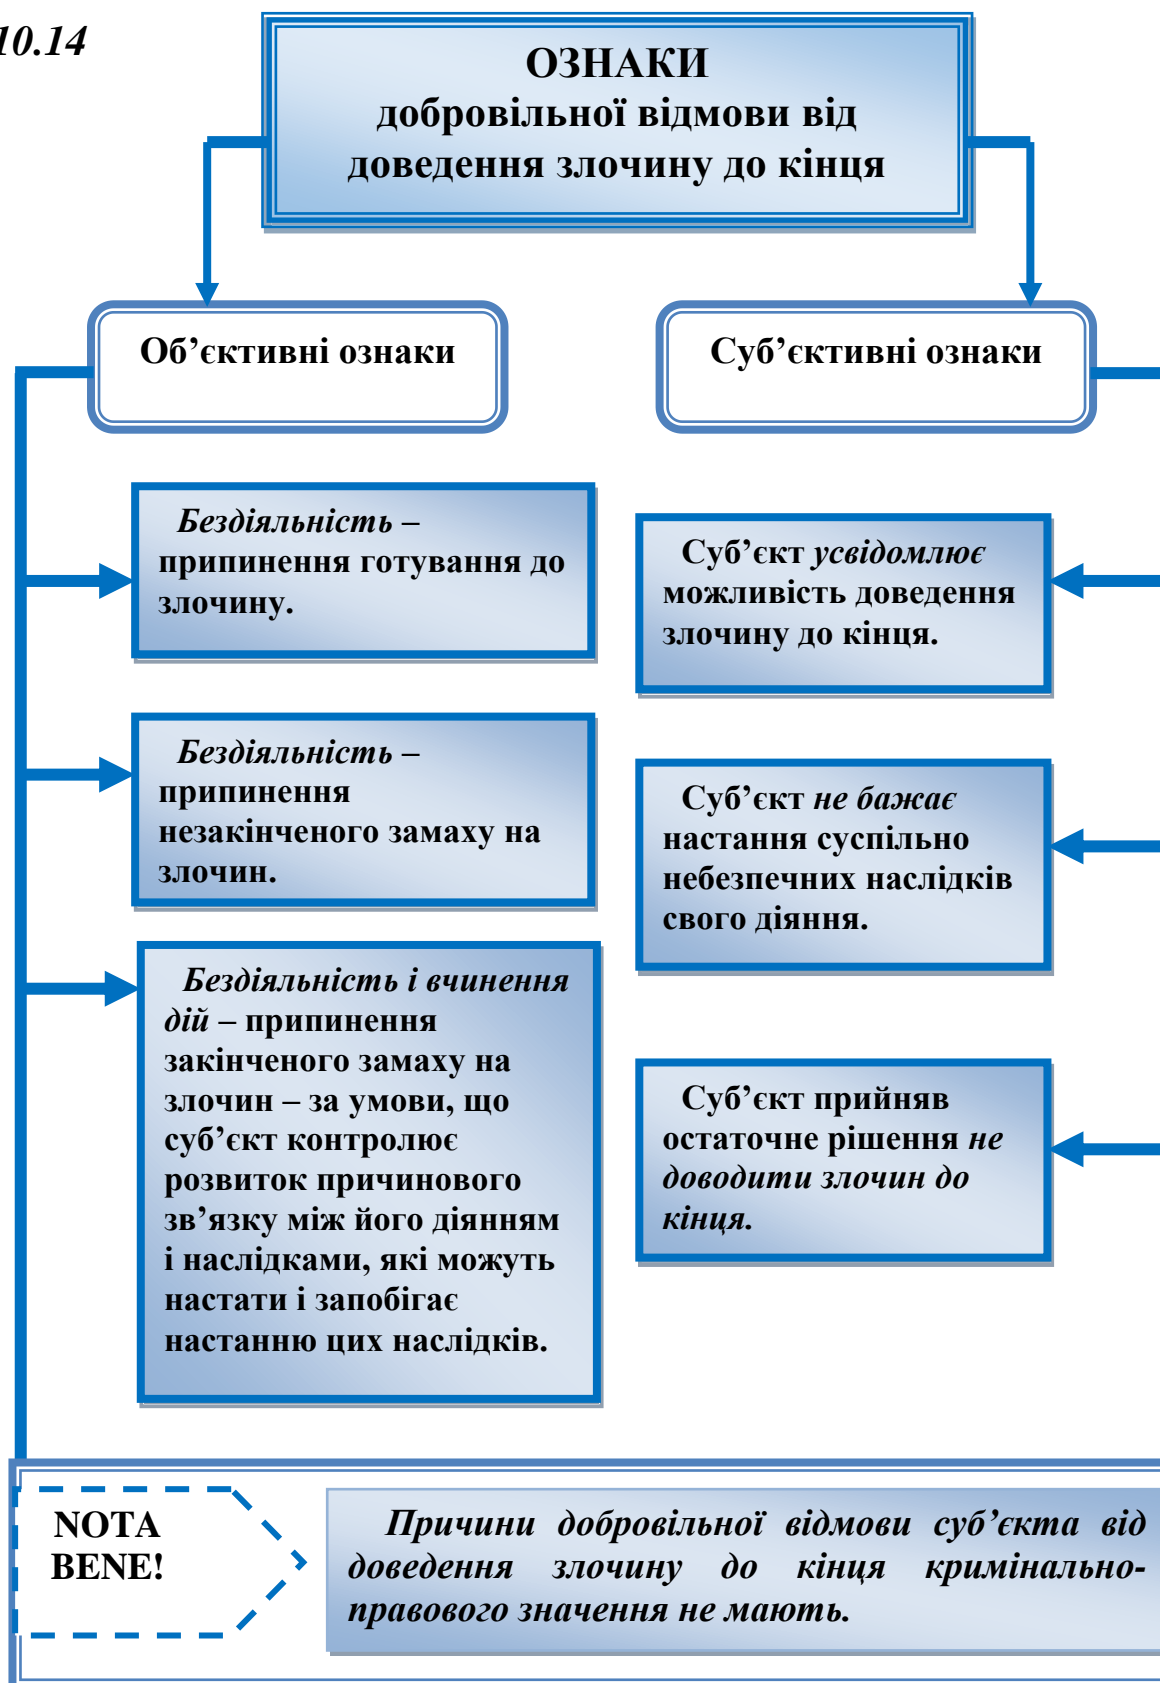 10.14
ОЗНАКИ
добровільної відмови від
доведення злочину до кінця
Об’єктивні ознаки
Суб’єктивні ознаки
Бездіяльність –
припинення готування до
злочину.
Бездіяльність –
припинення
незакінченого замаху на
злочин.
Бездіяльність і вчинення
дій – припинення
закінченого замаху на
злочин – за умови, що
суб’єкт контролює
розвиток причинового
зв’язку між його діянням
і наслідками, які можуть
настати і запобігає
настанню цих наслідків.
Суб’єкт усвідомлює
можливість доведення
злочину до кінця.
Суб’єкт не бажає
настання суспільно
небезпечних наслідків
свого діяння.
Суб’єкт прийняв
остаточне рішення не
доводити злочин до
кінця.
NOTA
BENE!
Причини добровільної відмови суб’єкта від
доведення злочину до кінця кримінально-
правового значення не мають.